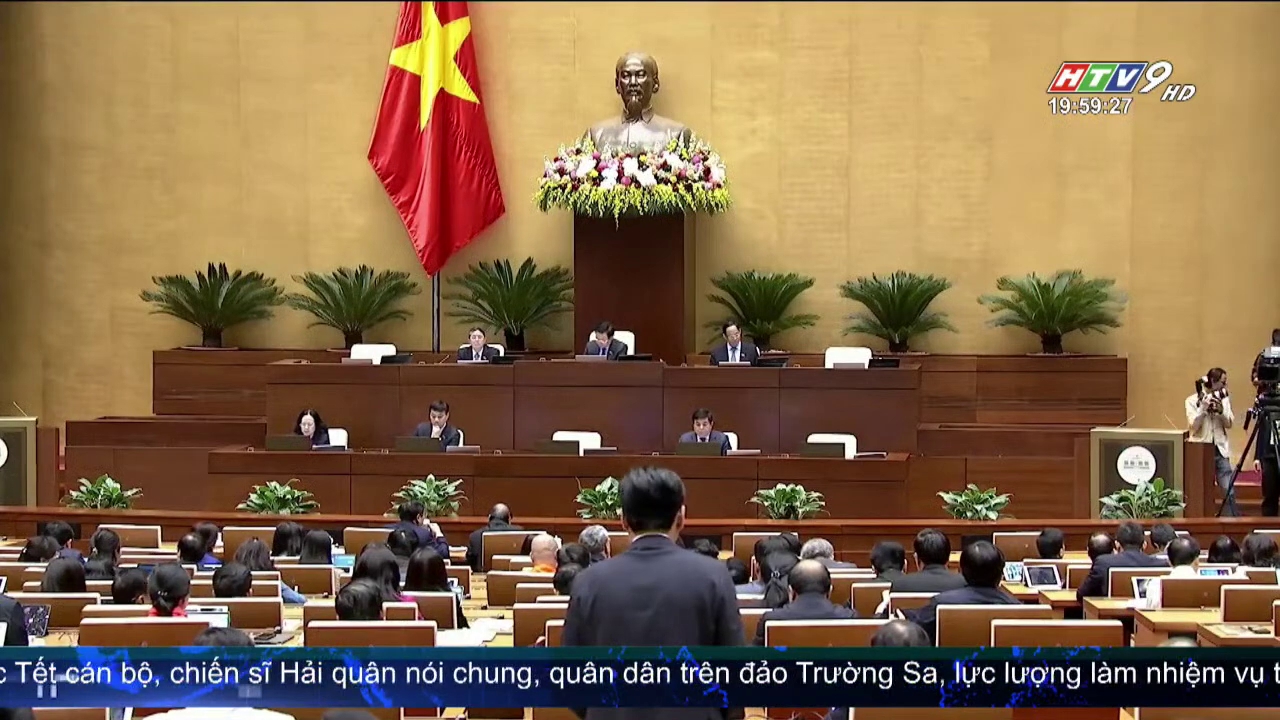 HTV9 HD
19:59:27
c Tết cán bộ, chiến sĩ Hải quân nói chung, quân dân trên đảo Trường Sa, lực lượng làm nhiệm vụ t